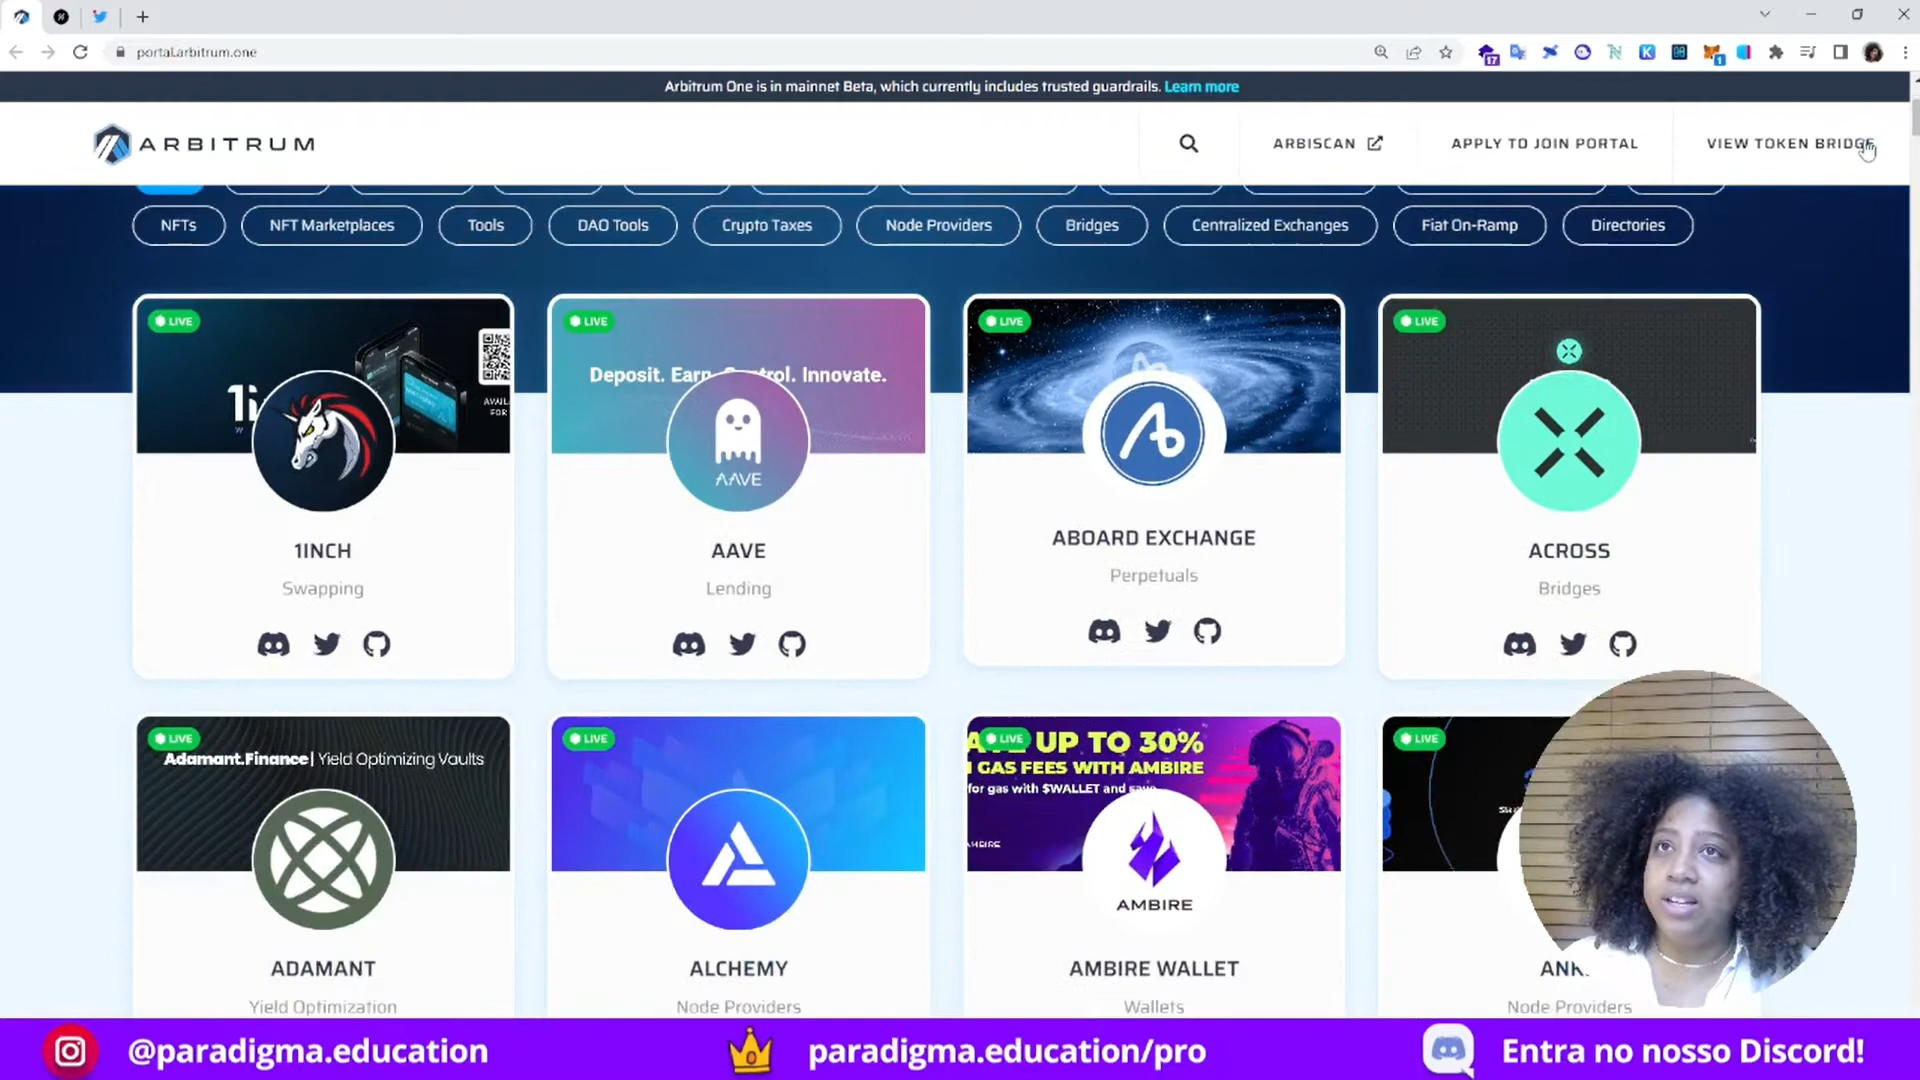 portal.arbitrum.one
17
1
Arbitrum One is in mainnet Beta, which currently includes trusted guardrails. Learn more
ARBITRUM
ARBISCAN
APPLY TO JOIN PORTAL
VIEW TOKEN BRIDGE
NFTs
NFT Marketplaces
Tools
DAO Tools
Crypto Taxes
Node Providers
Bridges
Centralized Exchanges
Fiat On-Ramp
Directories
LIVE
1INCH
Swapping
LIVE
Deposit. Earn. Control. Innovate.
AAVE
AAVE
Lending
LIVE
ABOARD EXCHANGE
Perpetuals
LIVE
ACROSS
Bridges
LIVE
Adamant.Finance | Yield Optimizing Vaults
ADAMANT
Yield Optimization
LIVE
ALCHEMY
Node Providers
LIVE
UP TO 30%
GAS FEES WITH AMBIRE
for gas with $WALLET and save
AMBIRE
AMBIRE WALLET
Wallets
LIVE
Node Providers
@paradigma.education
paradigma.education/pro
Entra no nosso Discord!